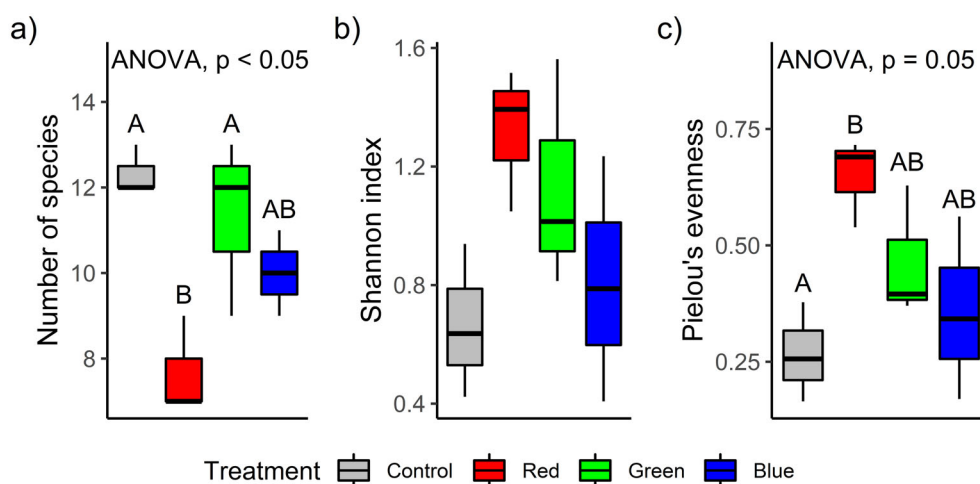 a)
ANOVA, p < 0.05
Number of species
14
12
10
8
A
B
A
AB
b)
Shannon index
1.6
1.2
0.8
0.4
c)
ANOVA, p = 0.05
Pielou's evenness
0.75
0.50
0.25
A
B
AB
AB
Treatment Control Red Green Blue